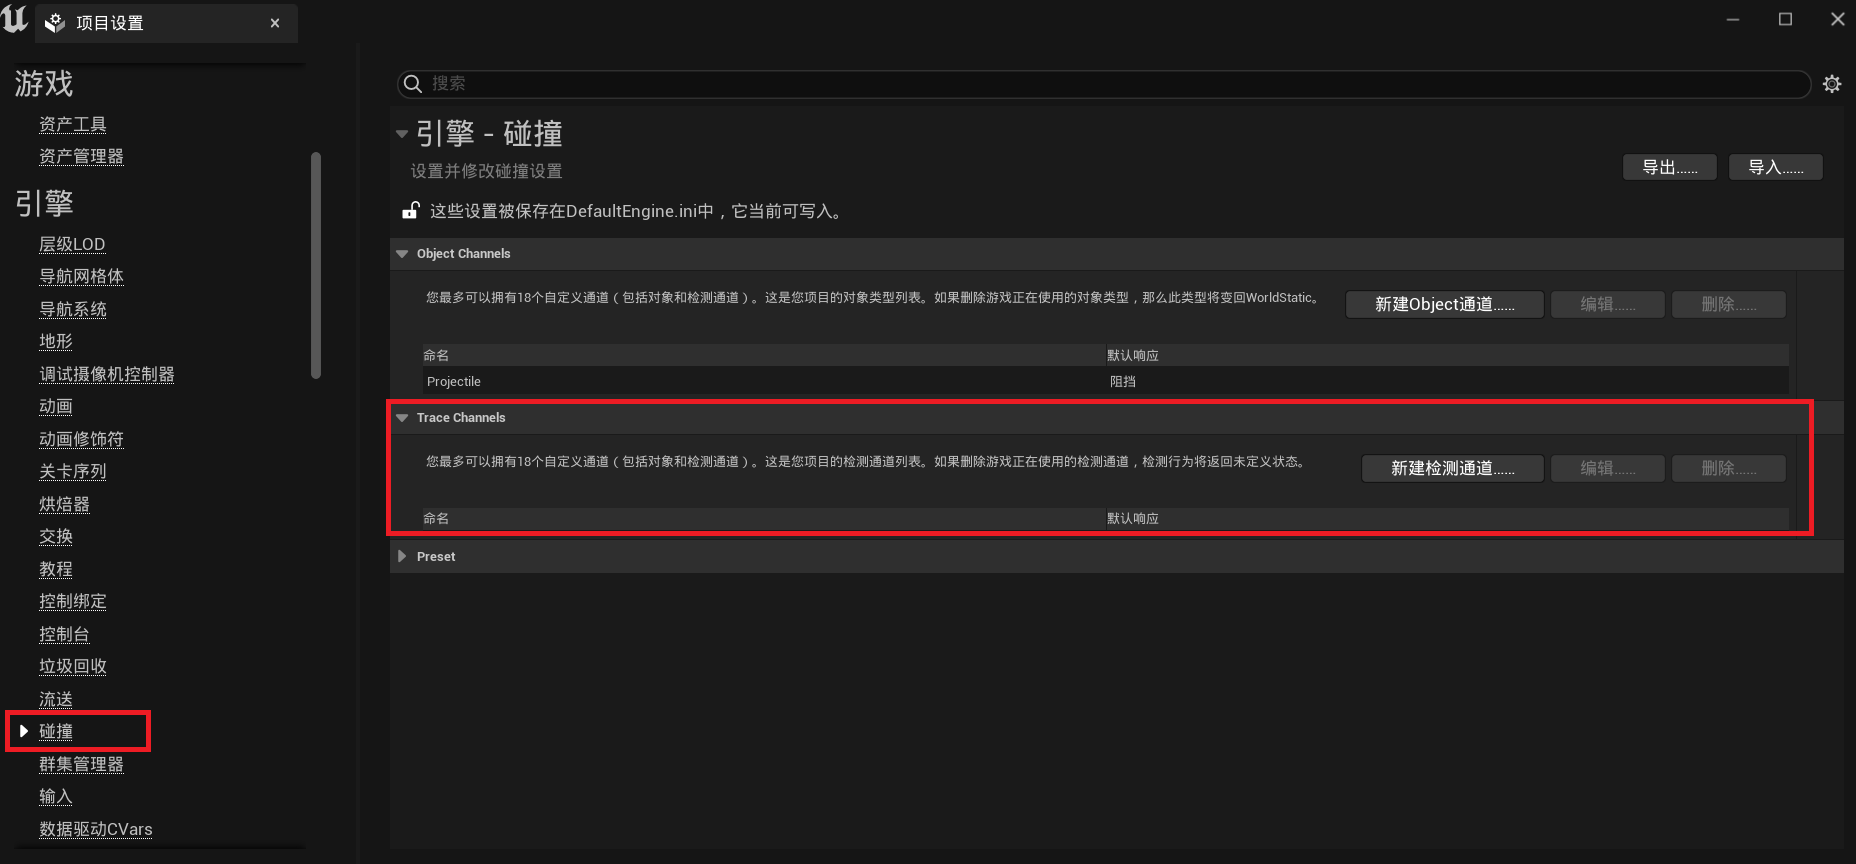 项目设置
游戏
资产工具
资产管理器
引擎
层级LOD
导航网格体
导航系统
地形
调试摄像机控制器
动画
动画修饰符
关卡序列
烘焙器
交换
教程
控制绑定
控制台
垃圾回收
流送
碰撞
群集管理器
输入
数据驱动CVars
搜索
引擎 - 碰撞
设置并修改碰撞设置
导出...... 导入......
这些设置被保存在DefaultEngine.ini中，它当前可写入。
Object Channels
您最多可以拥有18个自定义通道（包括对象和检测通道）。这是您项目的对象类型列表。如果删除游戏正在使用的对象类型，那么此类型将变回WorldStatic。
新建Object通道...... 编辑...... 删除......
命名 默认响应
Projectile 阻挡
Trace Channels
您最多可以拥有18个自定义通道（包括对象和检测通道）。这是您项目的检测通道列表。如果删除游戏正在使用的检测通道，检测行为将返回未定义状态。
新建检测通道...... 编辑...... 删除......
命名 默认响应
Preset